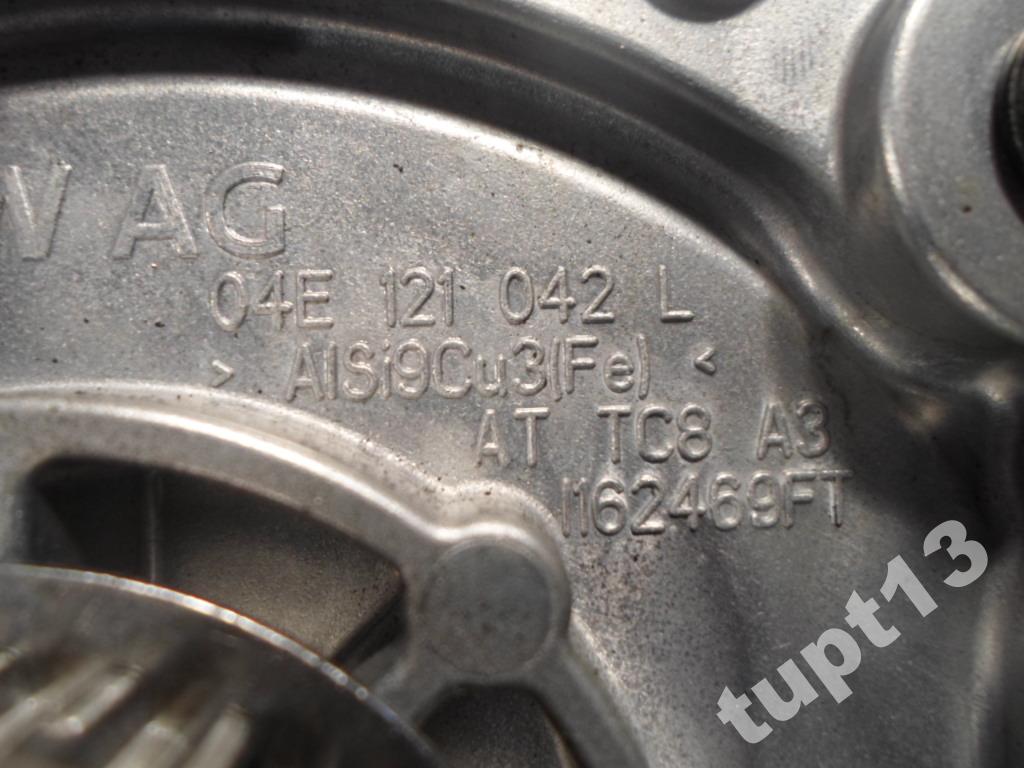 W AG
04E 121 042 L
> AlSi9Cu3(Fe) <
AT TC8 A3
I162469FT
tupt13